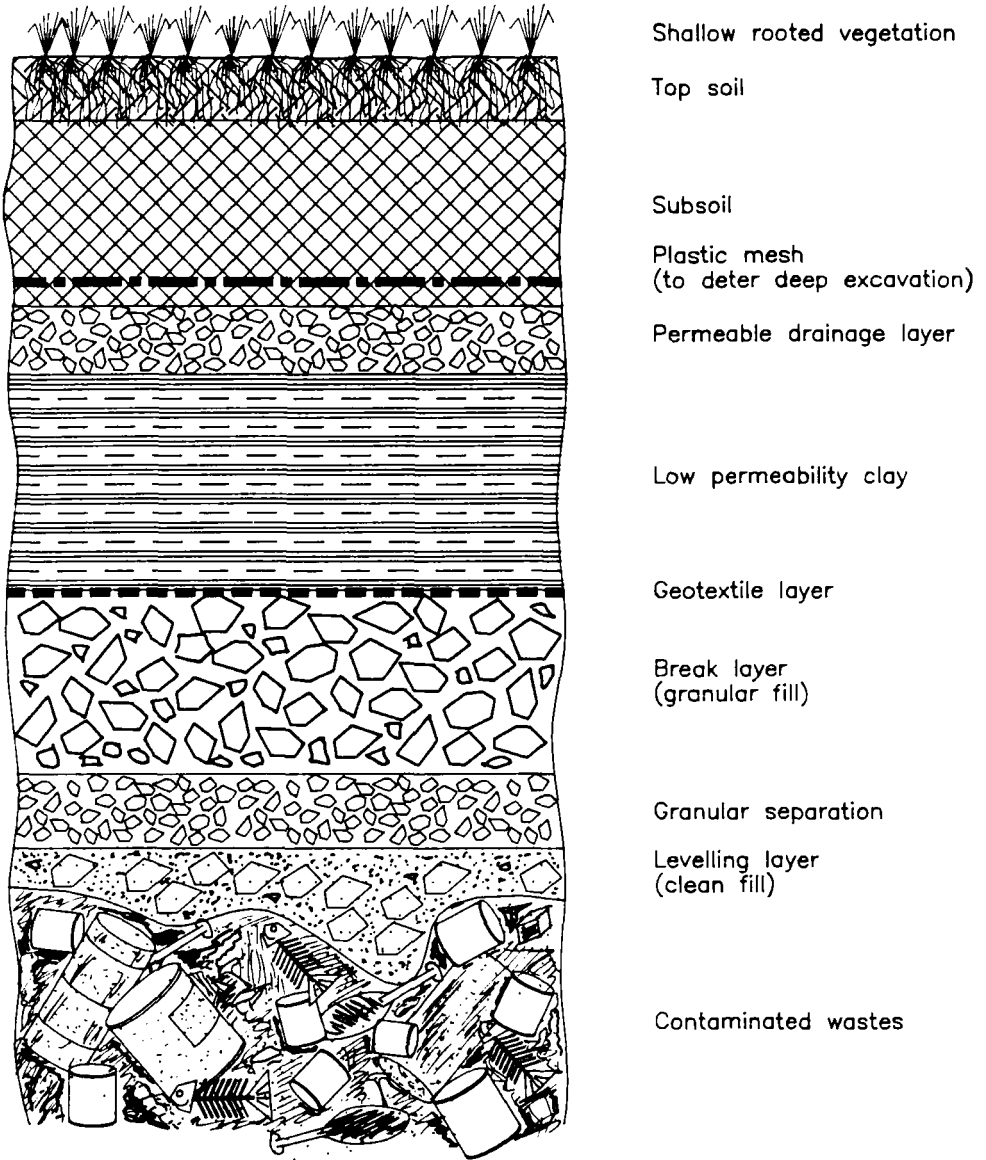 Shallow rooted vegetation
Top soil
Subsoil
Plastic mesh
(to deter deep excavation)
Permeable drainage layer
Low permeability clay
Geotextile layer
Break layer
(granular fill)
Granular separation
Levelling layer
(clean fill)
Contaminated wastes